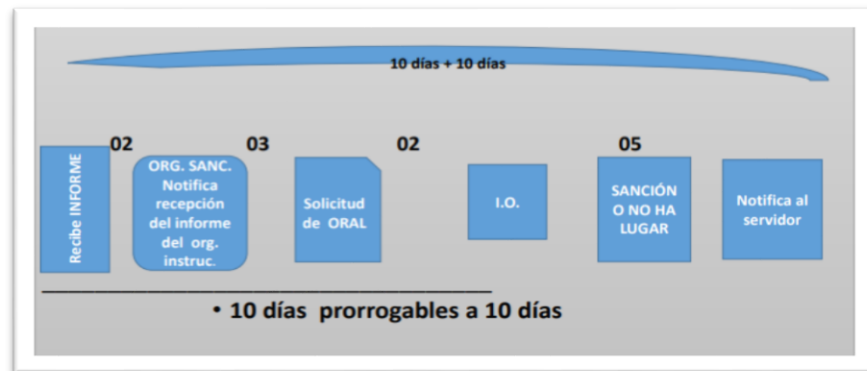 10 días + 10 días
02
03
02
05
Recibe INFORME
ORG. SANC.
Notifica
recepción
del informe
del org.
instruc.
Solicitud
de ORAL
I.O.
SANCIÓN
O NO HA
LUGAR
Notifica al
servidor
• 10 días prorrogables a 10 días